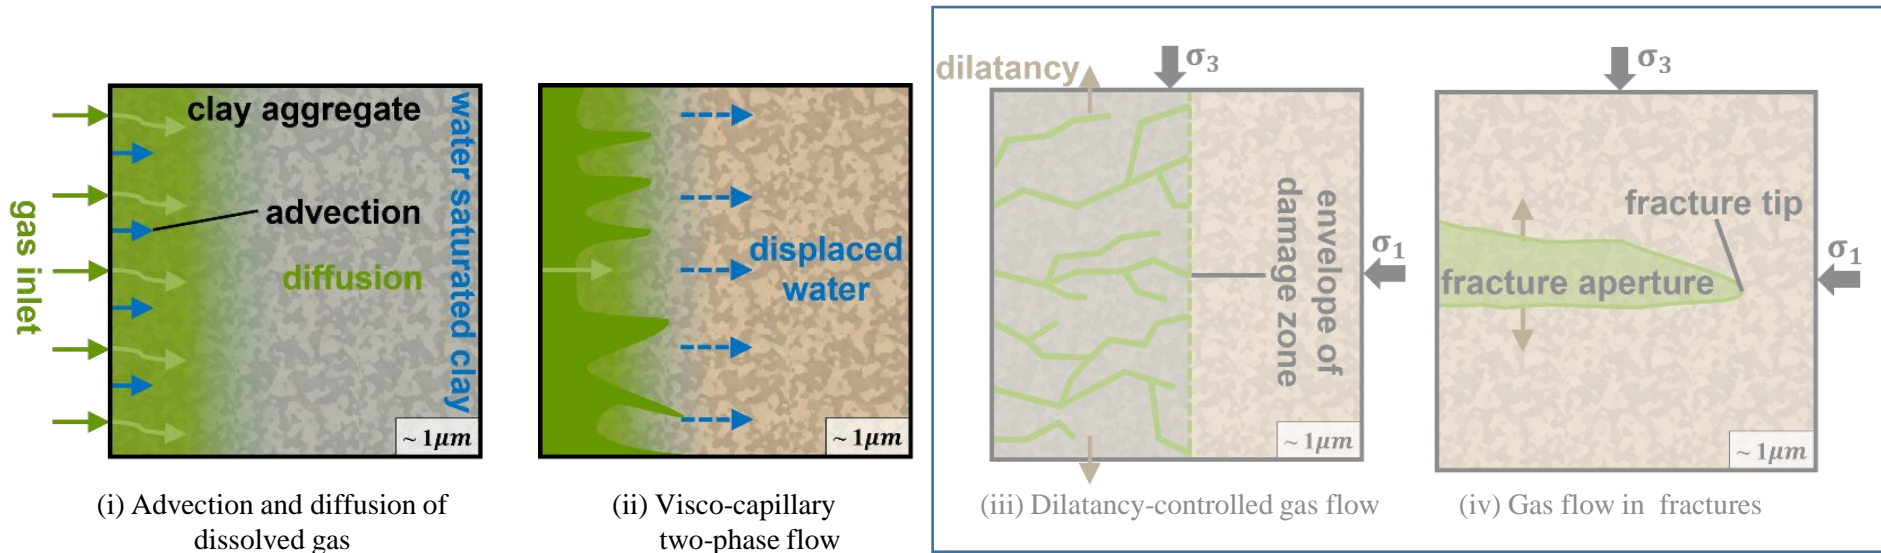 gas inlet
clay aggregate
advection
diffusion
water saturated clay
~ 1μm
(i) Advection and diffusion of
dissolved gas
displaced
water
~ 1μm
(ii) Visco-capillary
two-phase flow
dilatancy
σ3
envelope of
damage zone
σ1
~ 1μm
(iii) Dilatancy-controlled gas flow
σ3
fracture tip
fracture aperture
σ1
~ 1μm
(iv) Gas flow in fractures